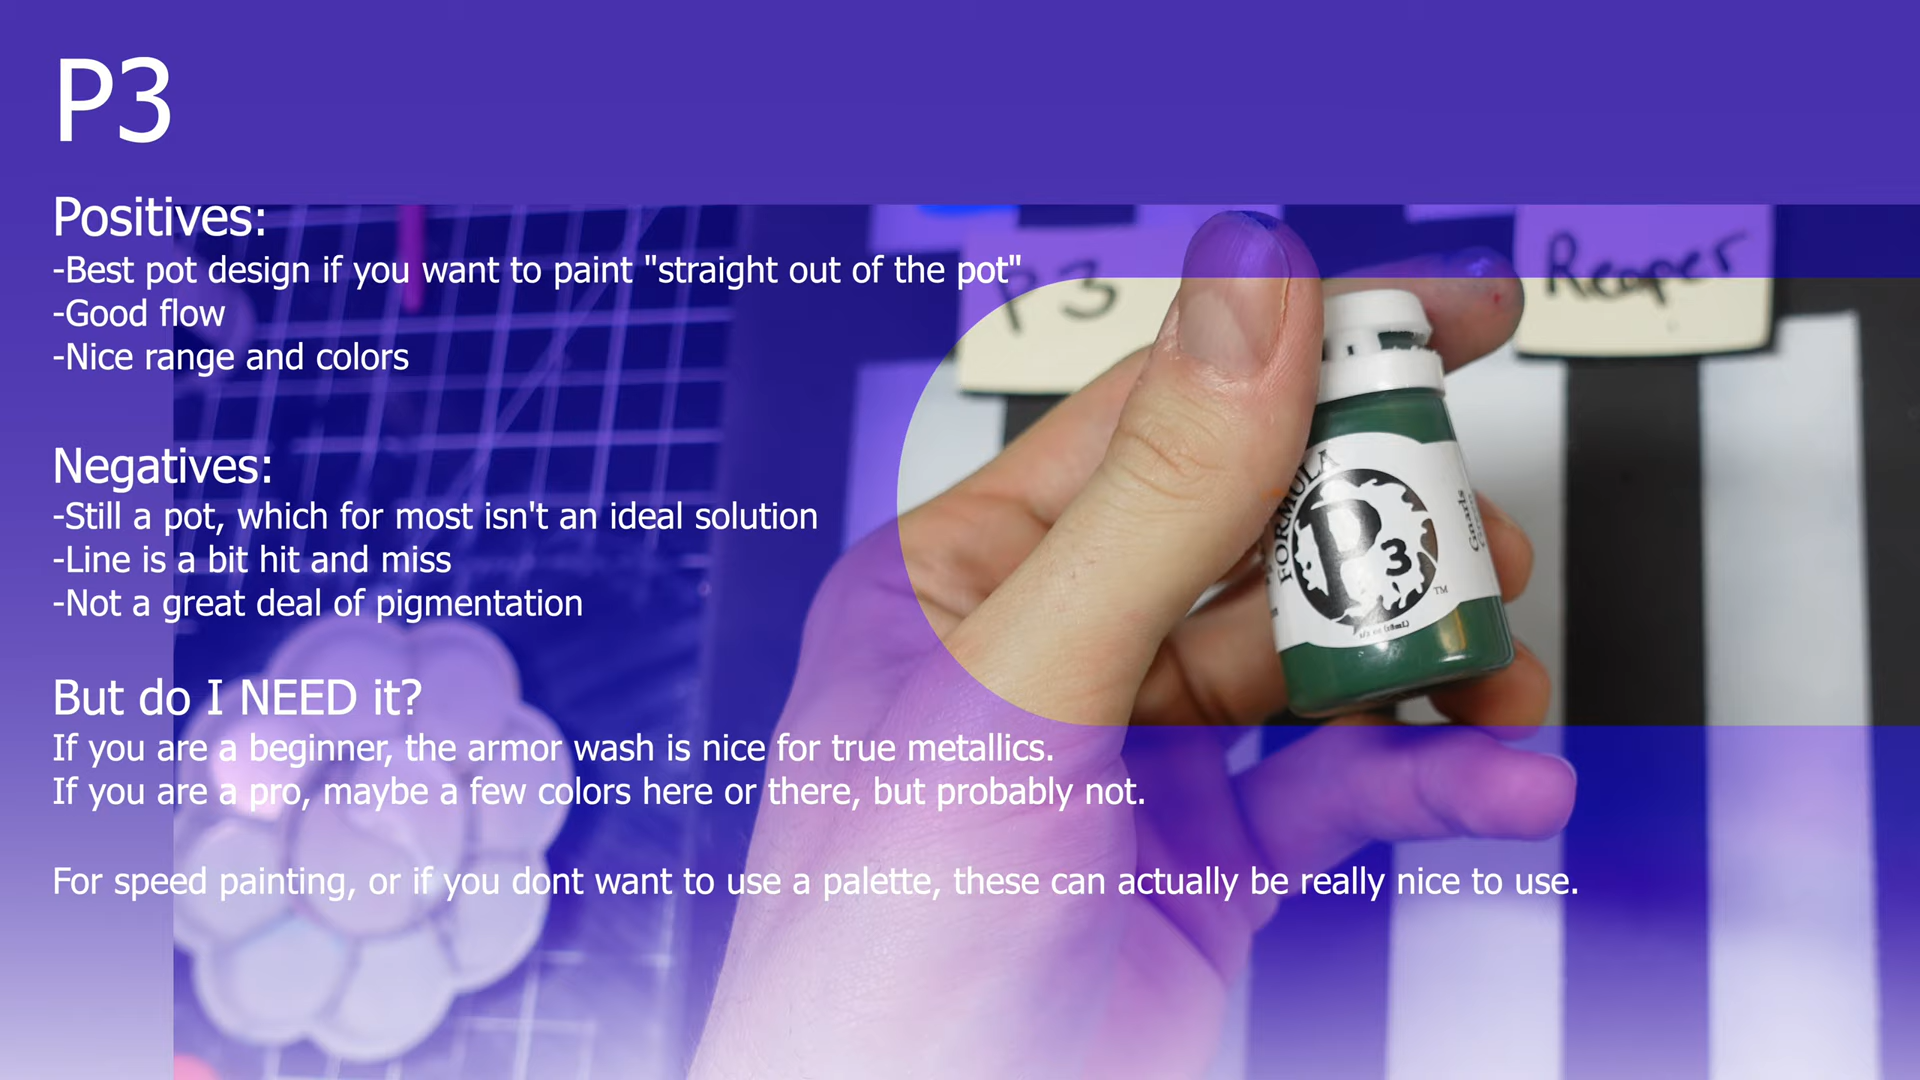 P3
Positives:
-Best pot design if you want to paint "straight out of the pot"
-Good flow
-Nice range and colors
Negatives:
-Still a pot, which for most isn't an ideal solution
-Line is a bit hit and miss
-Not a great deal of pigmentation
But do I NEED it?
If you are a beginner, the armor wash is nice for true metallics.
If you are a pro, maybe a few colors here or there, but probably not.
For speed painting, or if you dont want to use a palette, these can actually be really nice to use.
P3
Reaper
FORMULA
P3
TM
Gnarls